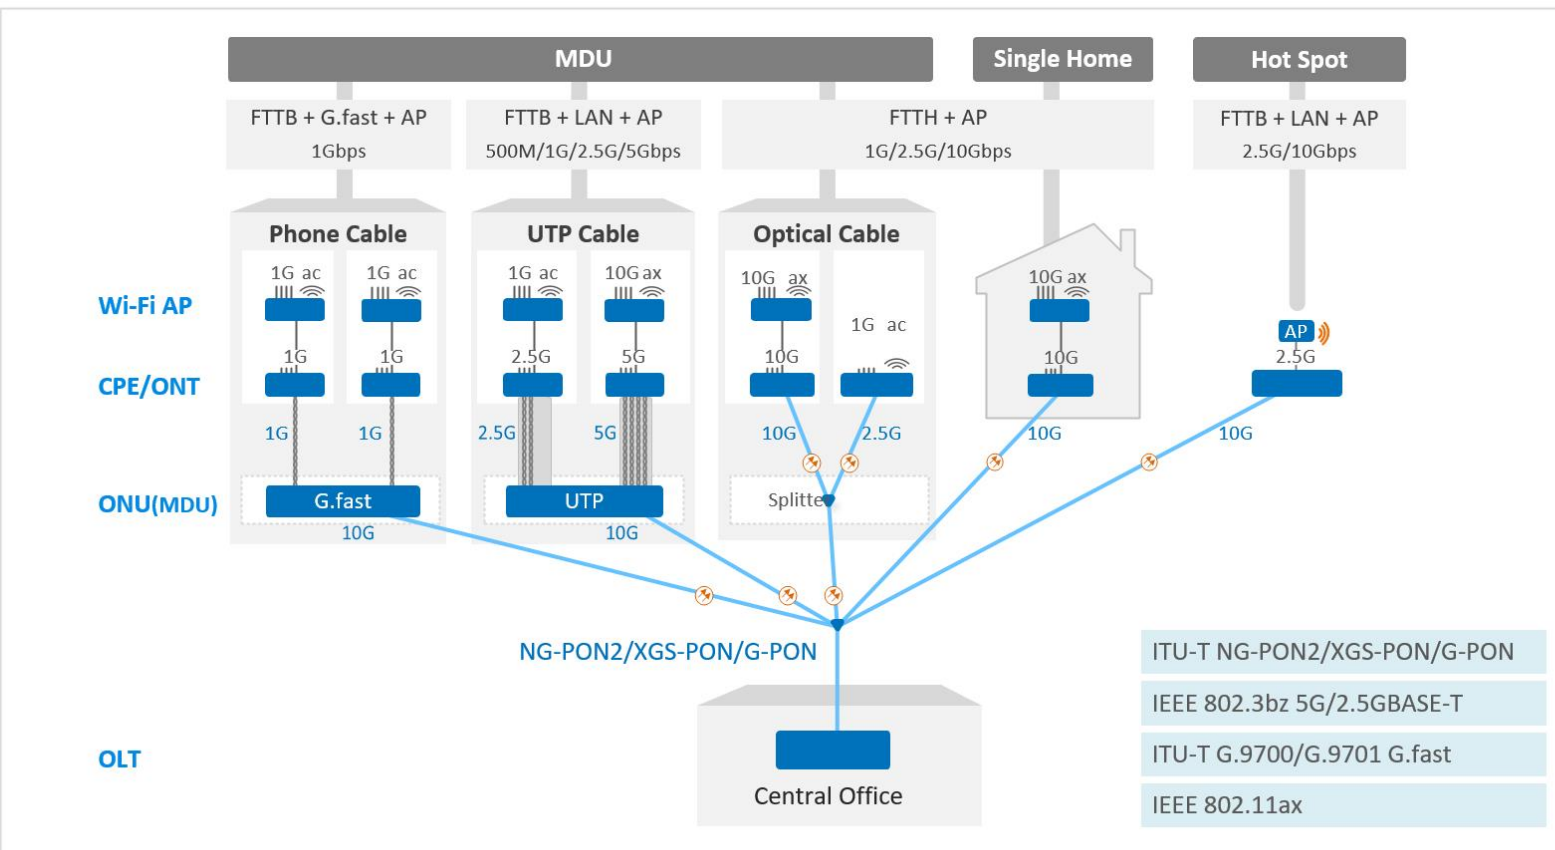 MDU
Single Home
Hot Spot
FTTB + G.fast + AP
1Gbps
FTTB + LAN + AP
500M/1G/2.5G/5Gbps
FTTH + AP
1G/2.5G/10Gbps
FTTB + LAN + AP
2.5G/10Gbps
Phone Cable
UTP Cable
Optical Cable
Wi-Fi AP
1G ac
1G ac
1G ac
10G ax
10G ax
1G ac
10G ax
AP
CPE/ONT
1G
1G
2.5G
5G
10G
10G
2.5G
1G
1G
2.5G
5G
10G
2.5G
10G
10G
ONU(MDU)
G.fast
UTP
Splitte
10G
10G
NG-PON2/XGS-PON/G-PON
OLT
Central Office
ITU-T NG-PON2/XGS-PON/G-PON
IEEE 802.3bz 5G/2.5GBASE-T
ITU-T G.9700/G.9701 G.fast
IEEE 802.11ax